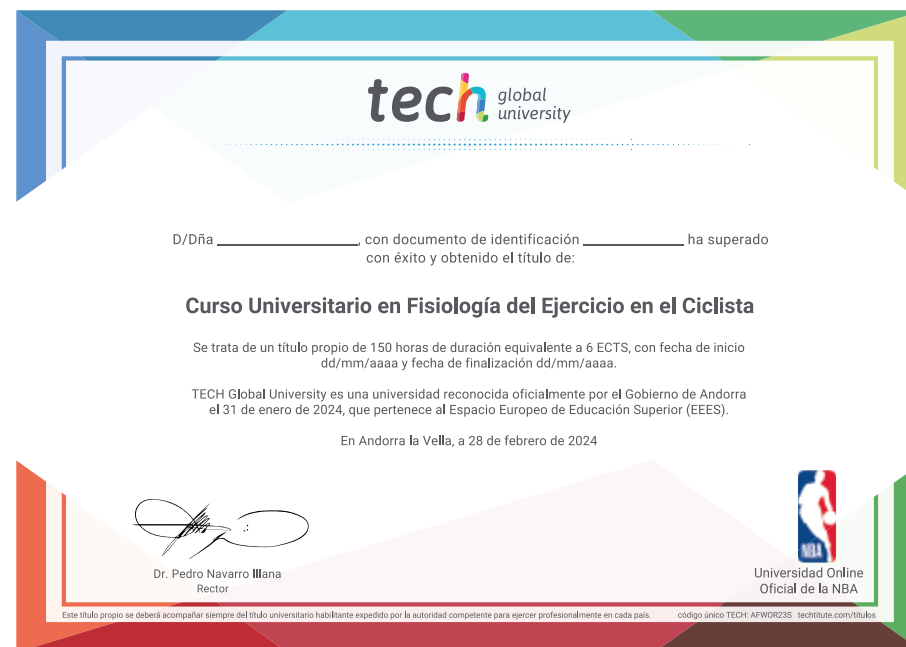 tech global university
D/Dña ____________________, con documento de identificación ______________ ha superado
con éxito y obtenido el título de:
Curso Universitario en Fisiología del Ejercicio en el Ciclista
Se trata de un título propio de 150 horas de duración equivalente a 6 ECTS, con fecha de inicio
dd/mm/aaaa y fecha de finalización dd/mm/aaaa.
TECH Global University es una universidad reconocida oficialmente por el Gobierno de Andorra
el 31 de enero de 2024, que pertenece al Espacio Europeo de Educación Superior (EEES).
En Andorra la Vella, a 28 de febrero de 2024
Dr. Pedro Navarro Illana
Rector
NBA
Universidad Online
Oficial de la NBA
Este título propio se deberá acompañar siempre del título universitario habilitante expedido por la autoridad competente para ejercer profesionalmente en cada país.
código único TECH: AFWOR23S techtitute.com/titulos